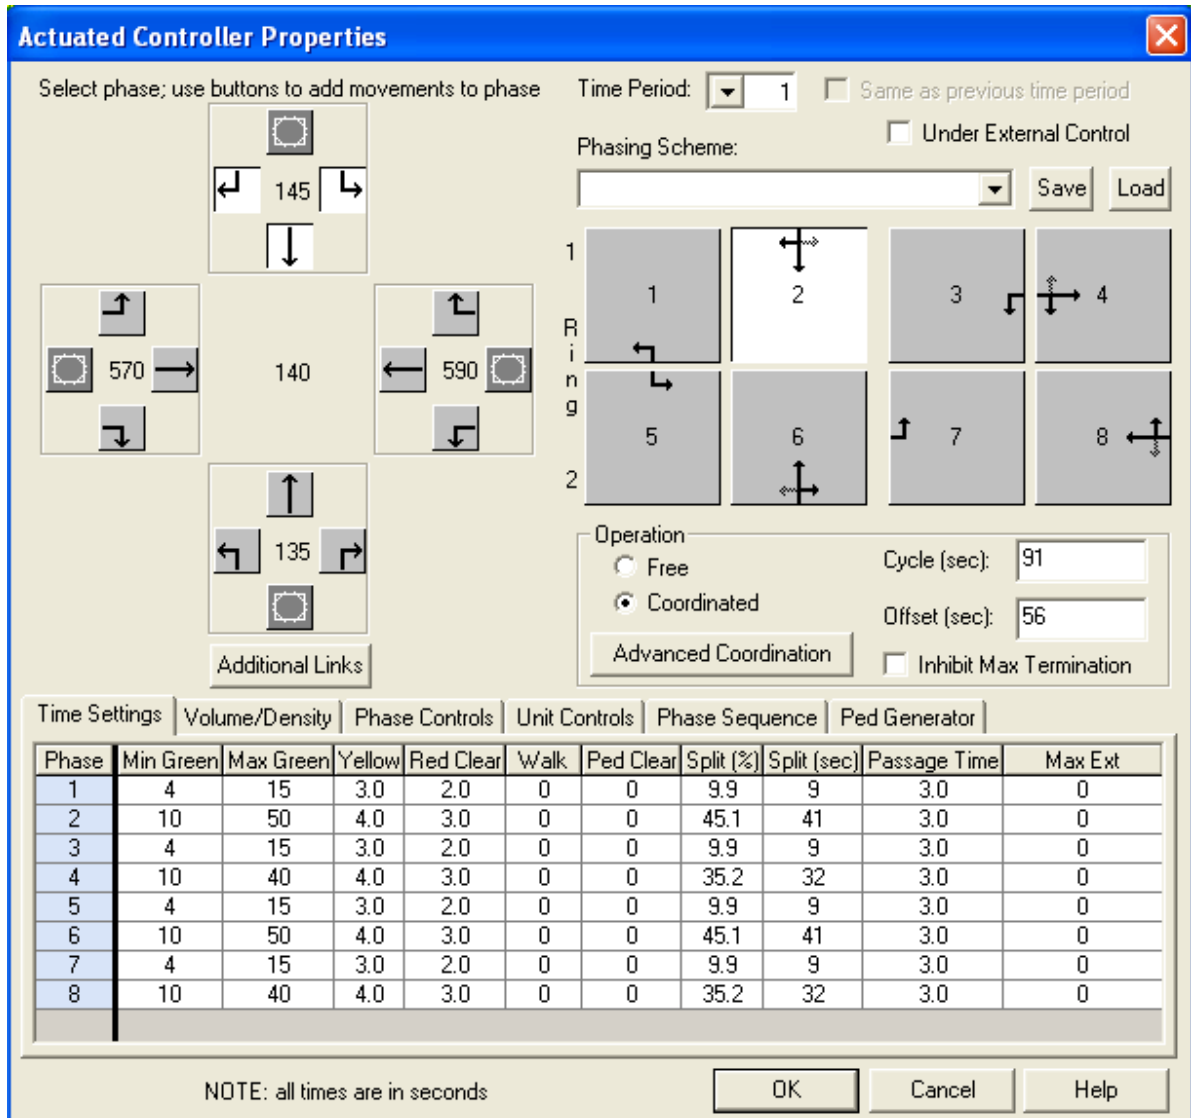 Actuated Controller Properties
Select phase; use buttons to add movements to phase
145
570
140
590
135
Additional Links
Time Period: 1 Same as previous time period
Under External Control
Phasing Scheme:
Save Load
Ring
1
2
1 2 3 4
5 6 7 8
Operation
Free
Coordinated
Advanced Coordination
Cycle (sec): 91
Offset (sec): 56
Inhibit Max Termination
Time Settings Volume/Density Phase Controls Unit Controls Phase Sequence Ped Generator
Phase Min Green Max Green Yellow Red Clear Walk Ped Clear Split (%) Split (sec) Passage Time Max Ext
1 4 15 3.0 2.0 0 0 9.9 9 3.0 0
2 10 50 4.0 3.0 0 0 45.1 41 3.0 0
3 4 15 3.0 2.0 0 0 9.9 9 3.0 0
4 10 40 4.0 3.0 0 0 35.2 32 3.0 0
5 4 15 3.0 2.0 0 0 9.9 9 3.0 0
6 10 50 4.0 3.0 0 0 45.1 41 3.0 0
7 4 15 3.0 2.0 0 0 9.9 9 3.0 0
8 10 40 4.0 3.0 0 0 35.2 32 3.0 0
NOTE: all times are in seconds
OK Cancel Help